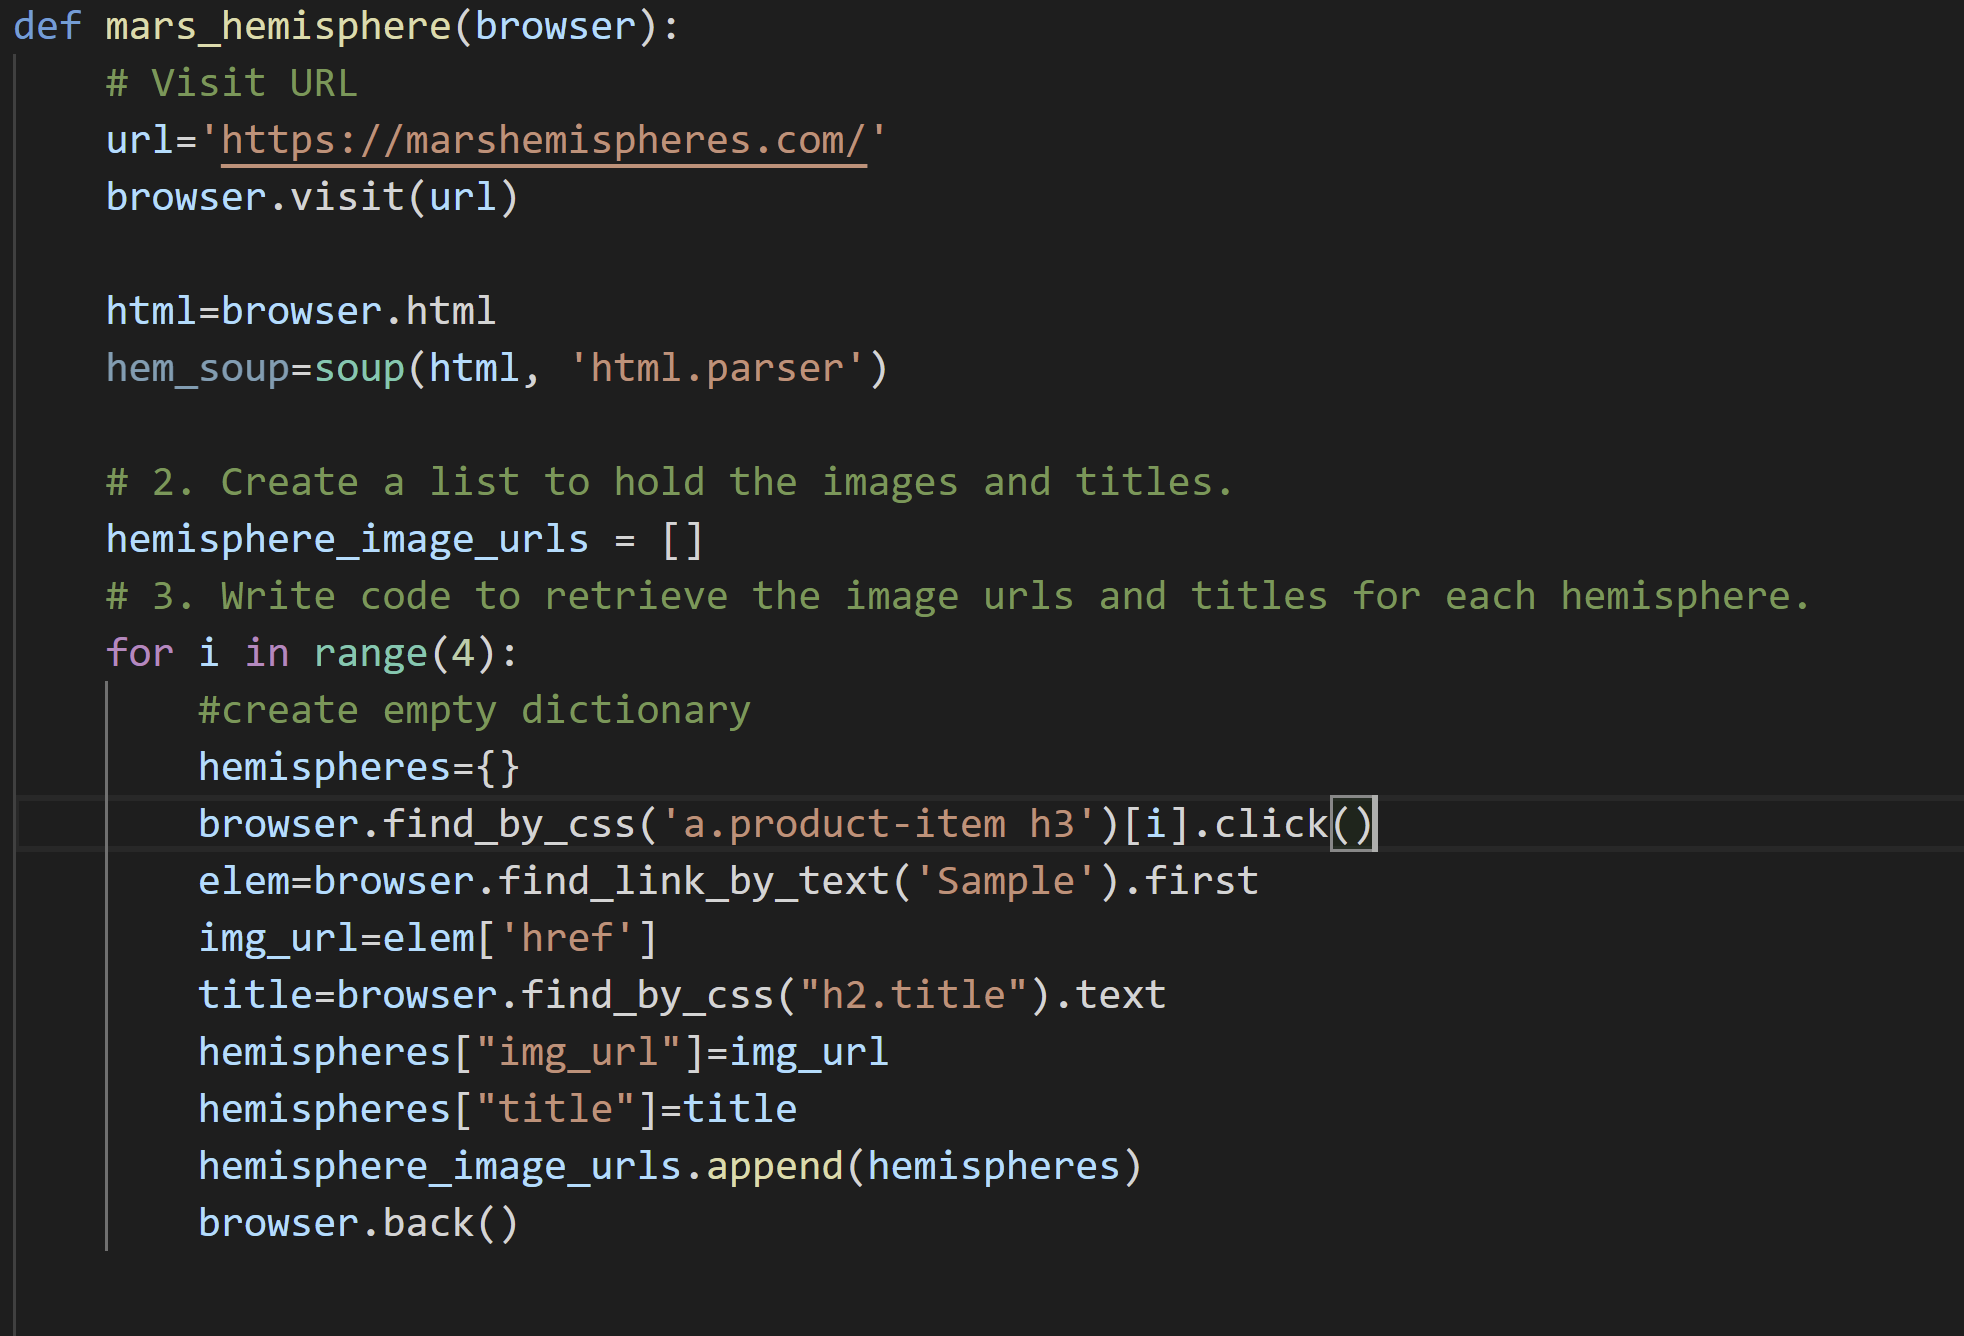 def mars_hemisphere(browser):
    # Visit URL
    url='https://marshemispheres.com/'
    browser.visit(url)
    html=browser.html
    hem_soup=soup(html, 'html.parser')
    # 2. Create a list to hold the images and titles.
    hemisphere_image_urls = []
    # 3. Write code to retrieve the image urls and titles for each hemisphere.
    for i in range(4):
        #create empty dictionary
        hemispheres={}
        browser.find_by_css('a.product-item h3')[i].click()
        elem=browser.find_link_by_text('Sample').first
        img_url=elem['href']
        title=browser.find_by_css("h2.title").text
        hemispheres["img_url"]=img_url
        hemispheres["title"]=title
        hemisphere_image_urls.append(hemispheres)
        browser.back()